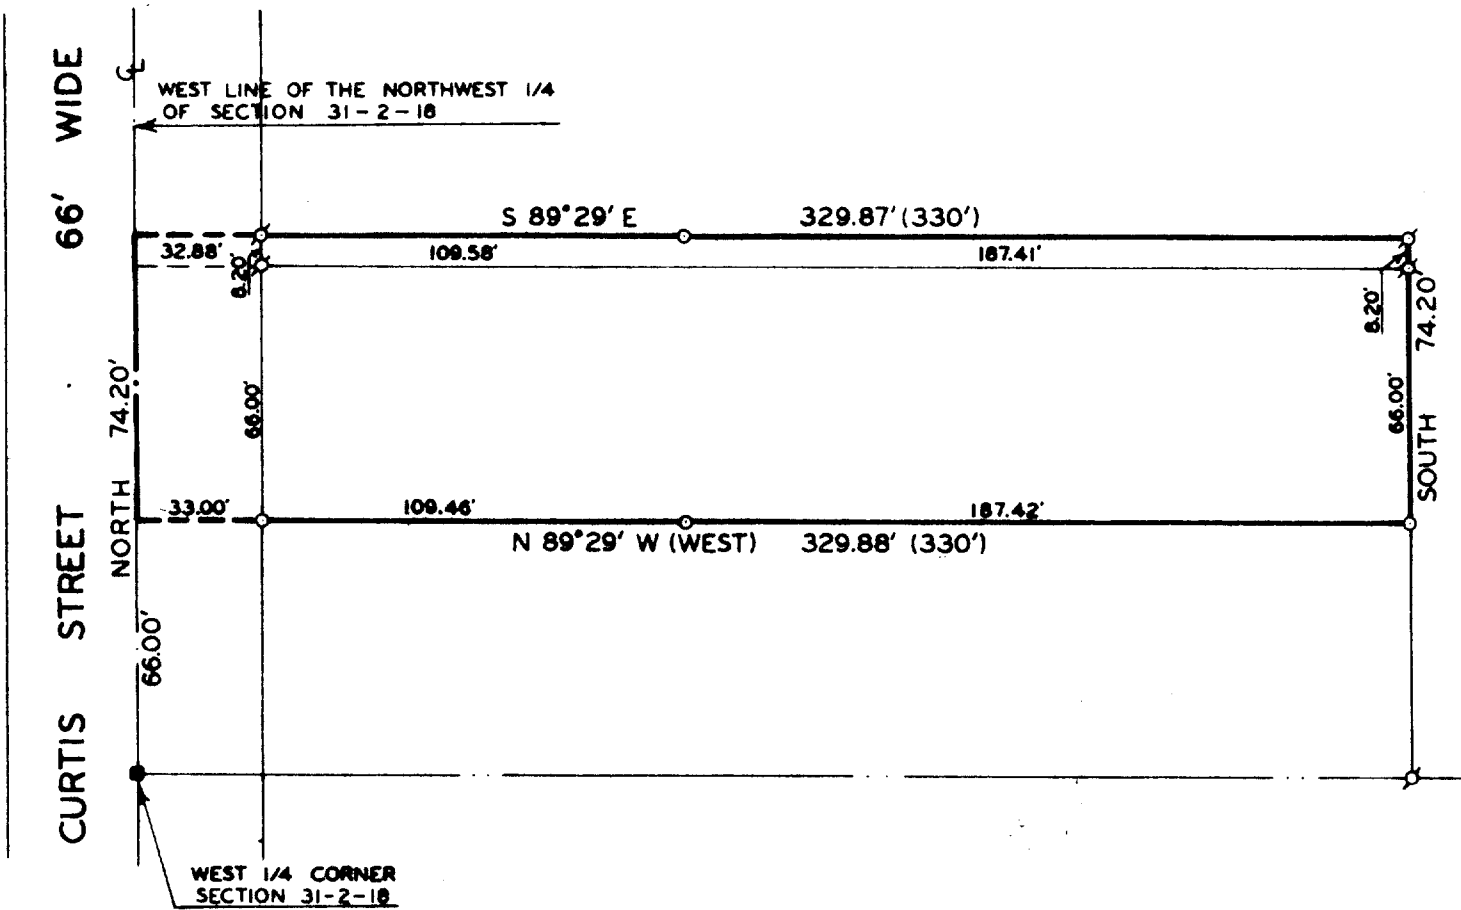 CURTIS STREET 66' WIDE
℄
WEST LINE OF THE NORTHWEST 1/4
OF SECTION 31-2-18
S 89°29' E 329.87' (330')
32.88' 109.58' 187.41'
8.20'
8.20'
NORTH 74.20'
66.00'
66.00'
SOUTH 74.20'
33.00' 109.46' 187.42'
N 89°29' W (WEST) 329.88' (330')
66.00'
WEST 1/4 CORNER
SECTION 31-2-18